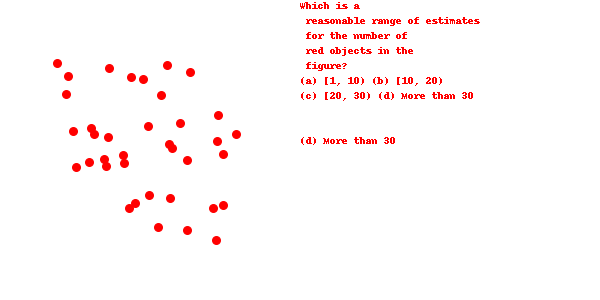 Which is a
reasonable range of estimates
for the number of
red objects in the
figure?
(a) [1, 10) (b) [10, 20)
(c) [20, 30) (d) More than 30
(d) More than 30